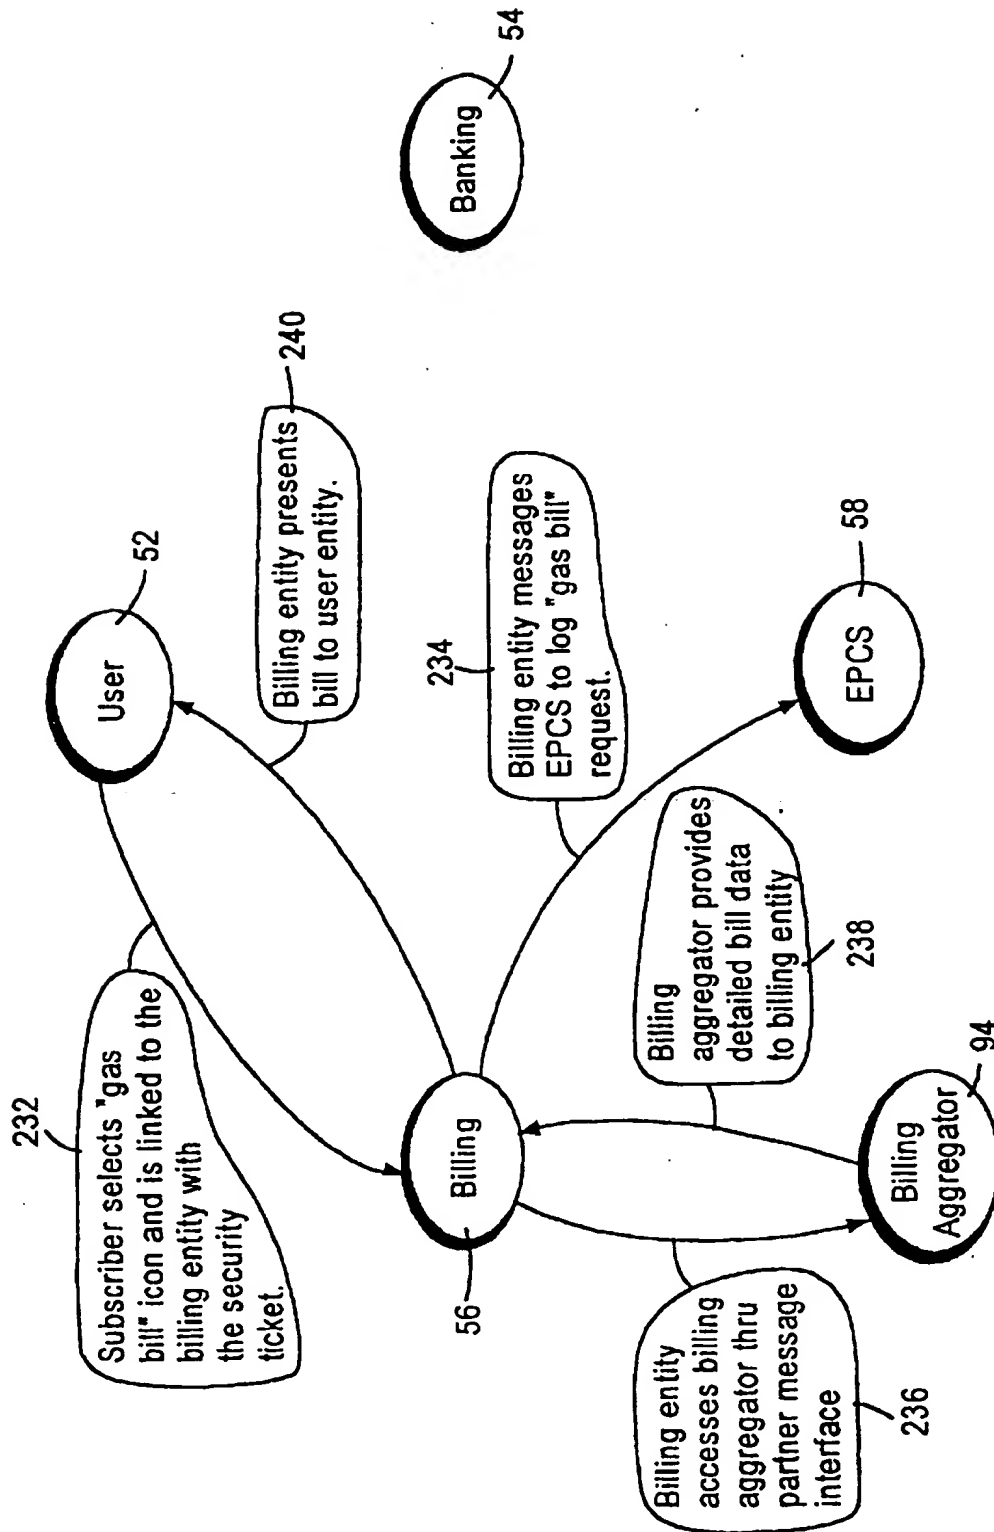 232
Subscriber selects "gas
bill" icon and is linked to the
billing entity with
the security
ticket.
User
52
Billing entity presents
bill to user entity.
240
Banking
54
Billing
56
234
Billing entity messages
EPCS to log "gas bill"
request.
Billing entity
accesses billing
aggregator thru
partner message
interface
236
Billing
aggregator provides
detailed bill data
to billing entity
238
EPCS
58
Billing
Aggregator
94